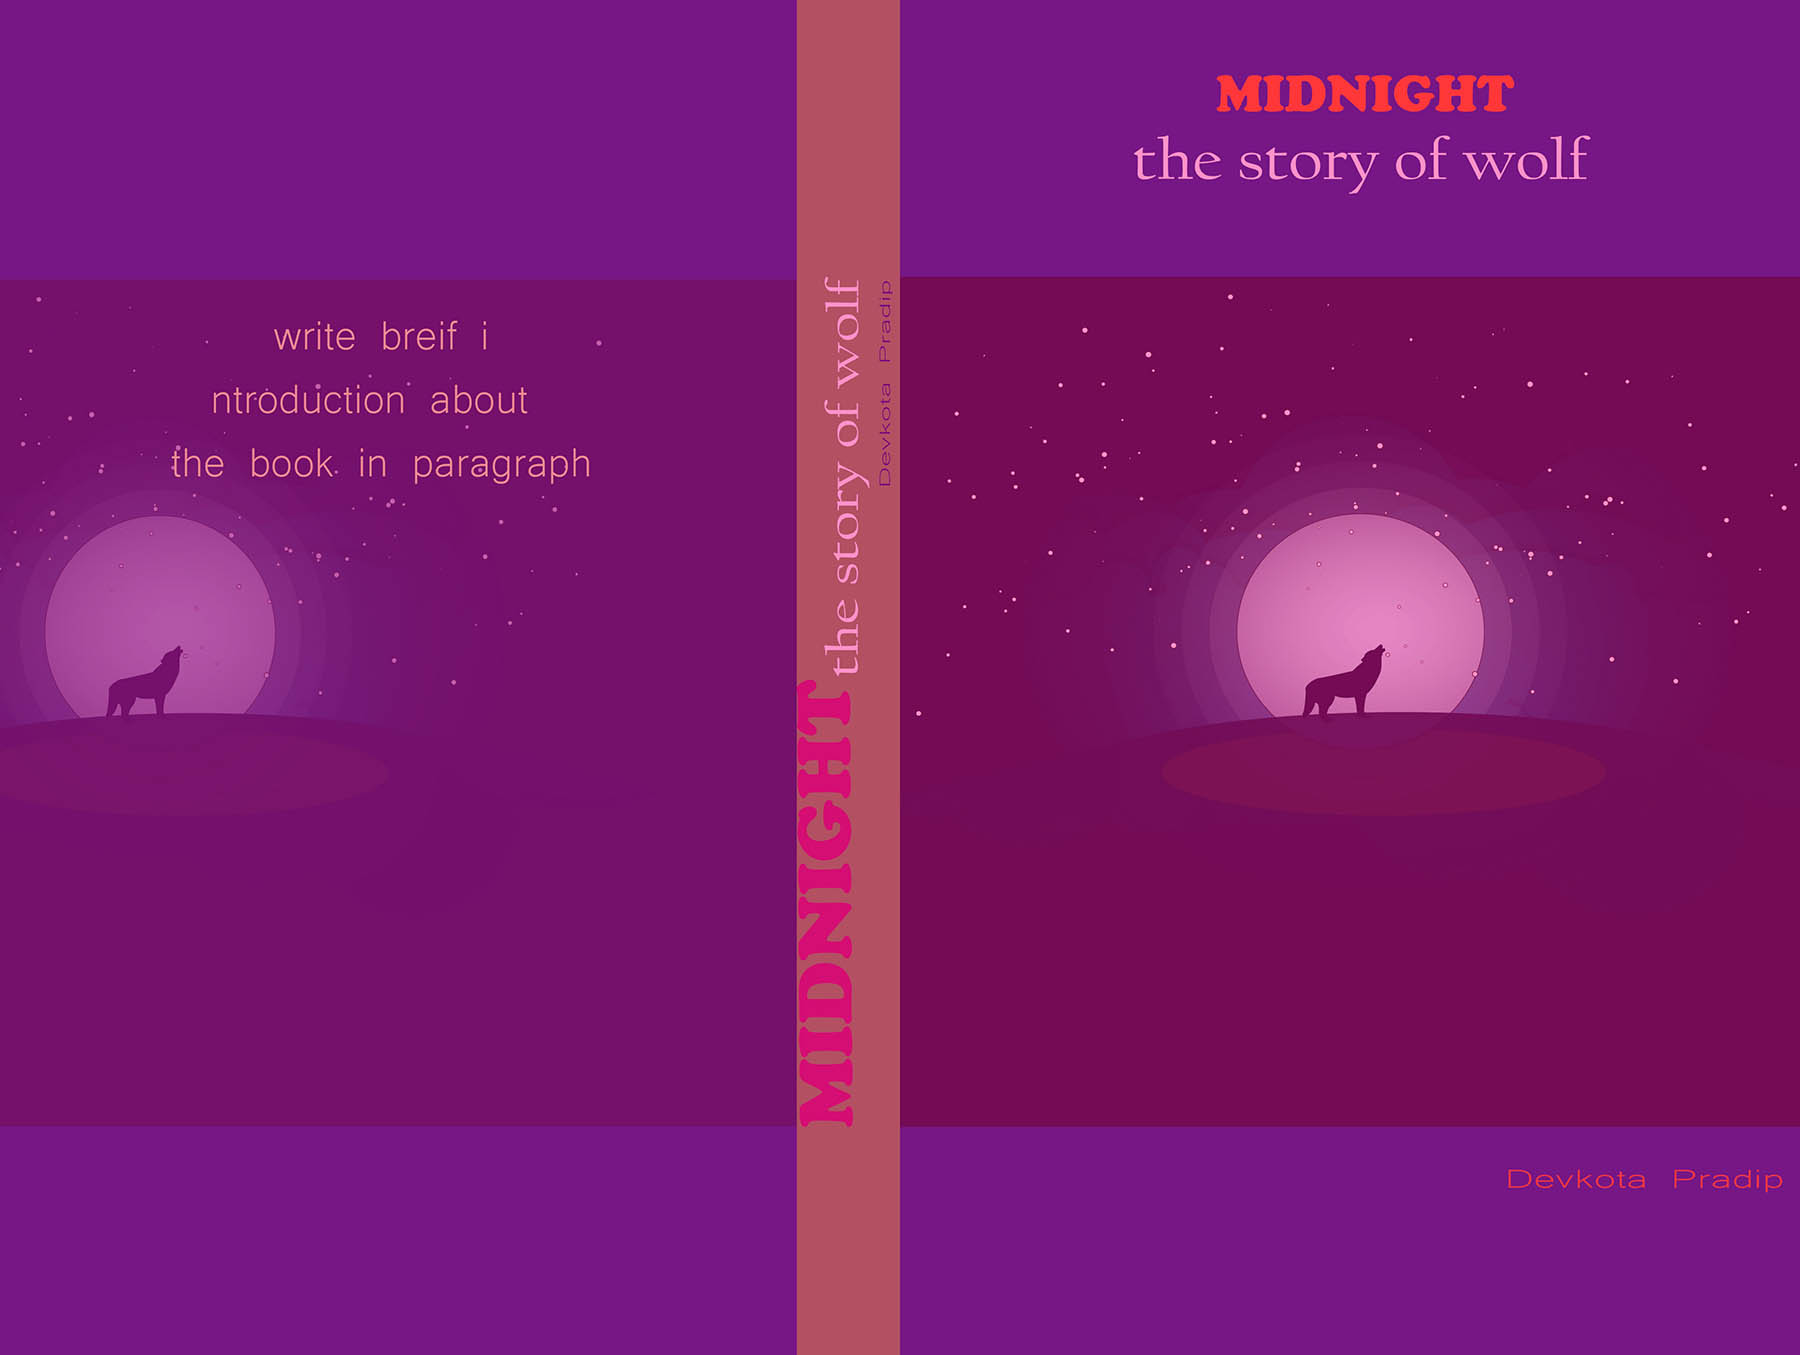 write breif i
ntroduction about
the book in paragraph
MIDNIGHT
the story of wolf
Devkota Pradip
MIDNIGHT
the story of wolf
Devkota Pradip